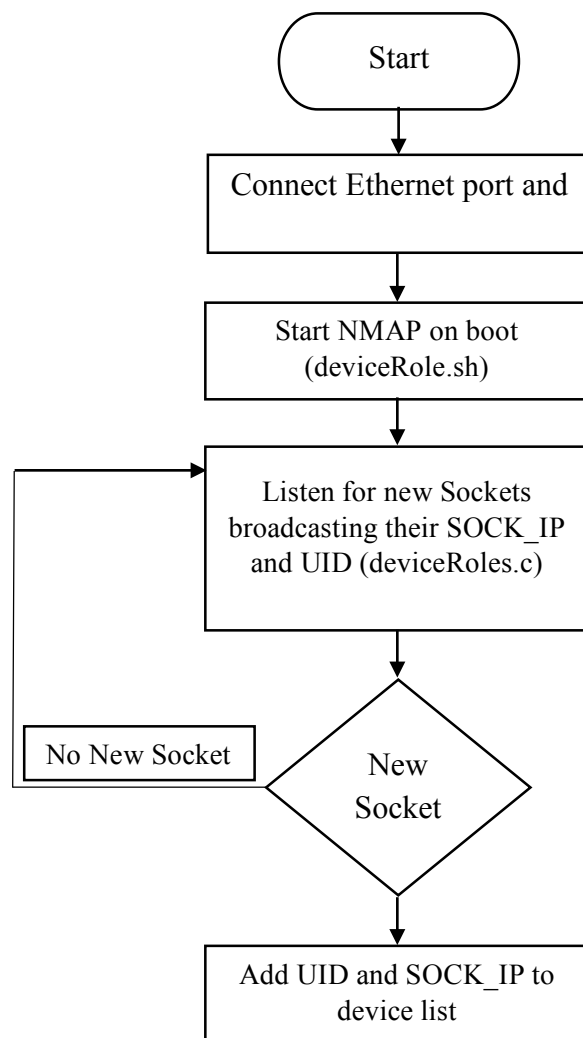 Start
Connect Ethernet port and
Start NMAP on boot
(deviceRole.sh)
Listen for new Sockets
broadcasting their SOCK_IP
and UID (deviceRoles.c)
No New Socket
New
Socket
Add UID and SOCK_IP to
device list